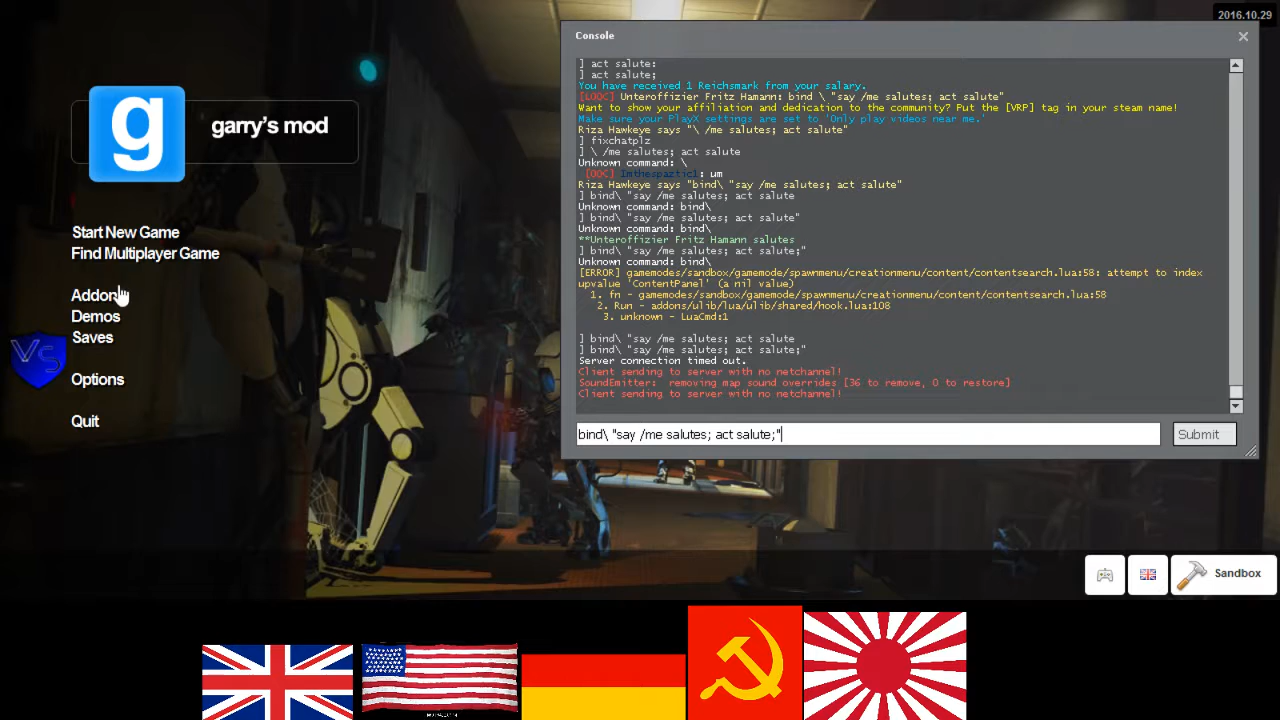 2016.10.29
Console
] act salute:
] act salute;
You have received 1 Reichsmark from your salary.
[LOOC] Unteroffizier Fritz Hamann: bind \ "say /me salutes; act salute"
Want to show your affiliation and dedication to the community? Put the [VRP] tag in your steam name!
Make sure your PlayX settings are set to 'Only play videos near me.'
Riza Hawkeye says "\ /me salutes; act salute"
] fixchatplz
] \ /me salutes; act salute
Unknown command: \
[OOC] Imthespaztic1: um
Riza Hawkeye says "bind\ "say /me salutes; act salute"
] bind\ "say /me salutes; act salute
Unknown command: bind\
] bind\ "say /me salutes; act salute"
Unknown command: bind\
**Unteroffizier Fritz Hamann salutes
] bind\ "say /me salutes; act salute;"
Unknown command: bind\
[ERROR] gamemodes/sandbox/gamemode/spawnmenu/creationmenu/content/contentsearch.lua:58: attempt to index
upvalue 'ContentPanel' (a nil value)
1. fn - gamemodes/sandbox/gamemode/spawnmenu/creationmenu/content/contentsearch.lua:58
2. Run - addons/ulib/lua/ulib/shared/hook.lua:108
3. unknown - LuaCmd:1
] bind\ "say /me salutes; act salute
] bind\ "say /me salutes; act salute;"
Server connection timed out.
Client sending to server with no netchannel!
SoundEmitter: removing map sound overrides [36 to remove, 0 to restore]
Client sending to server with no netchannel!
bind\ "say /me salutes; act salute;"
Submit
g
garry's mod
Start New Game
Find Multiplayer Game
Addons
Demos
Saves
VS
Options
Quit
Sandbox